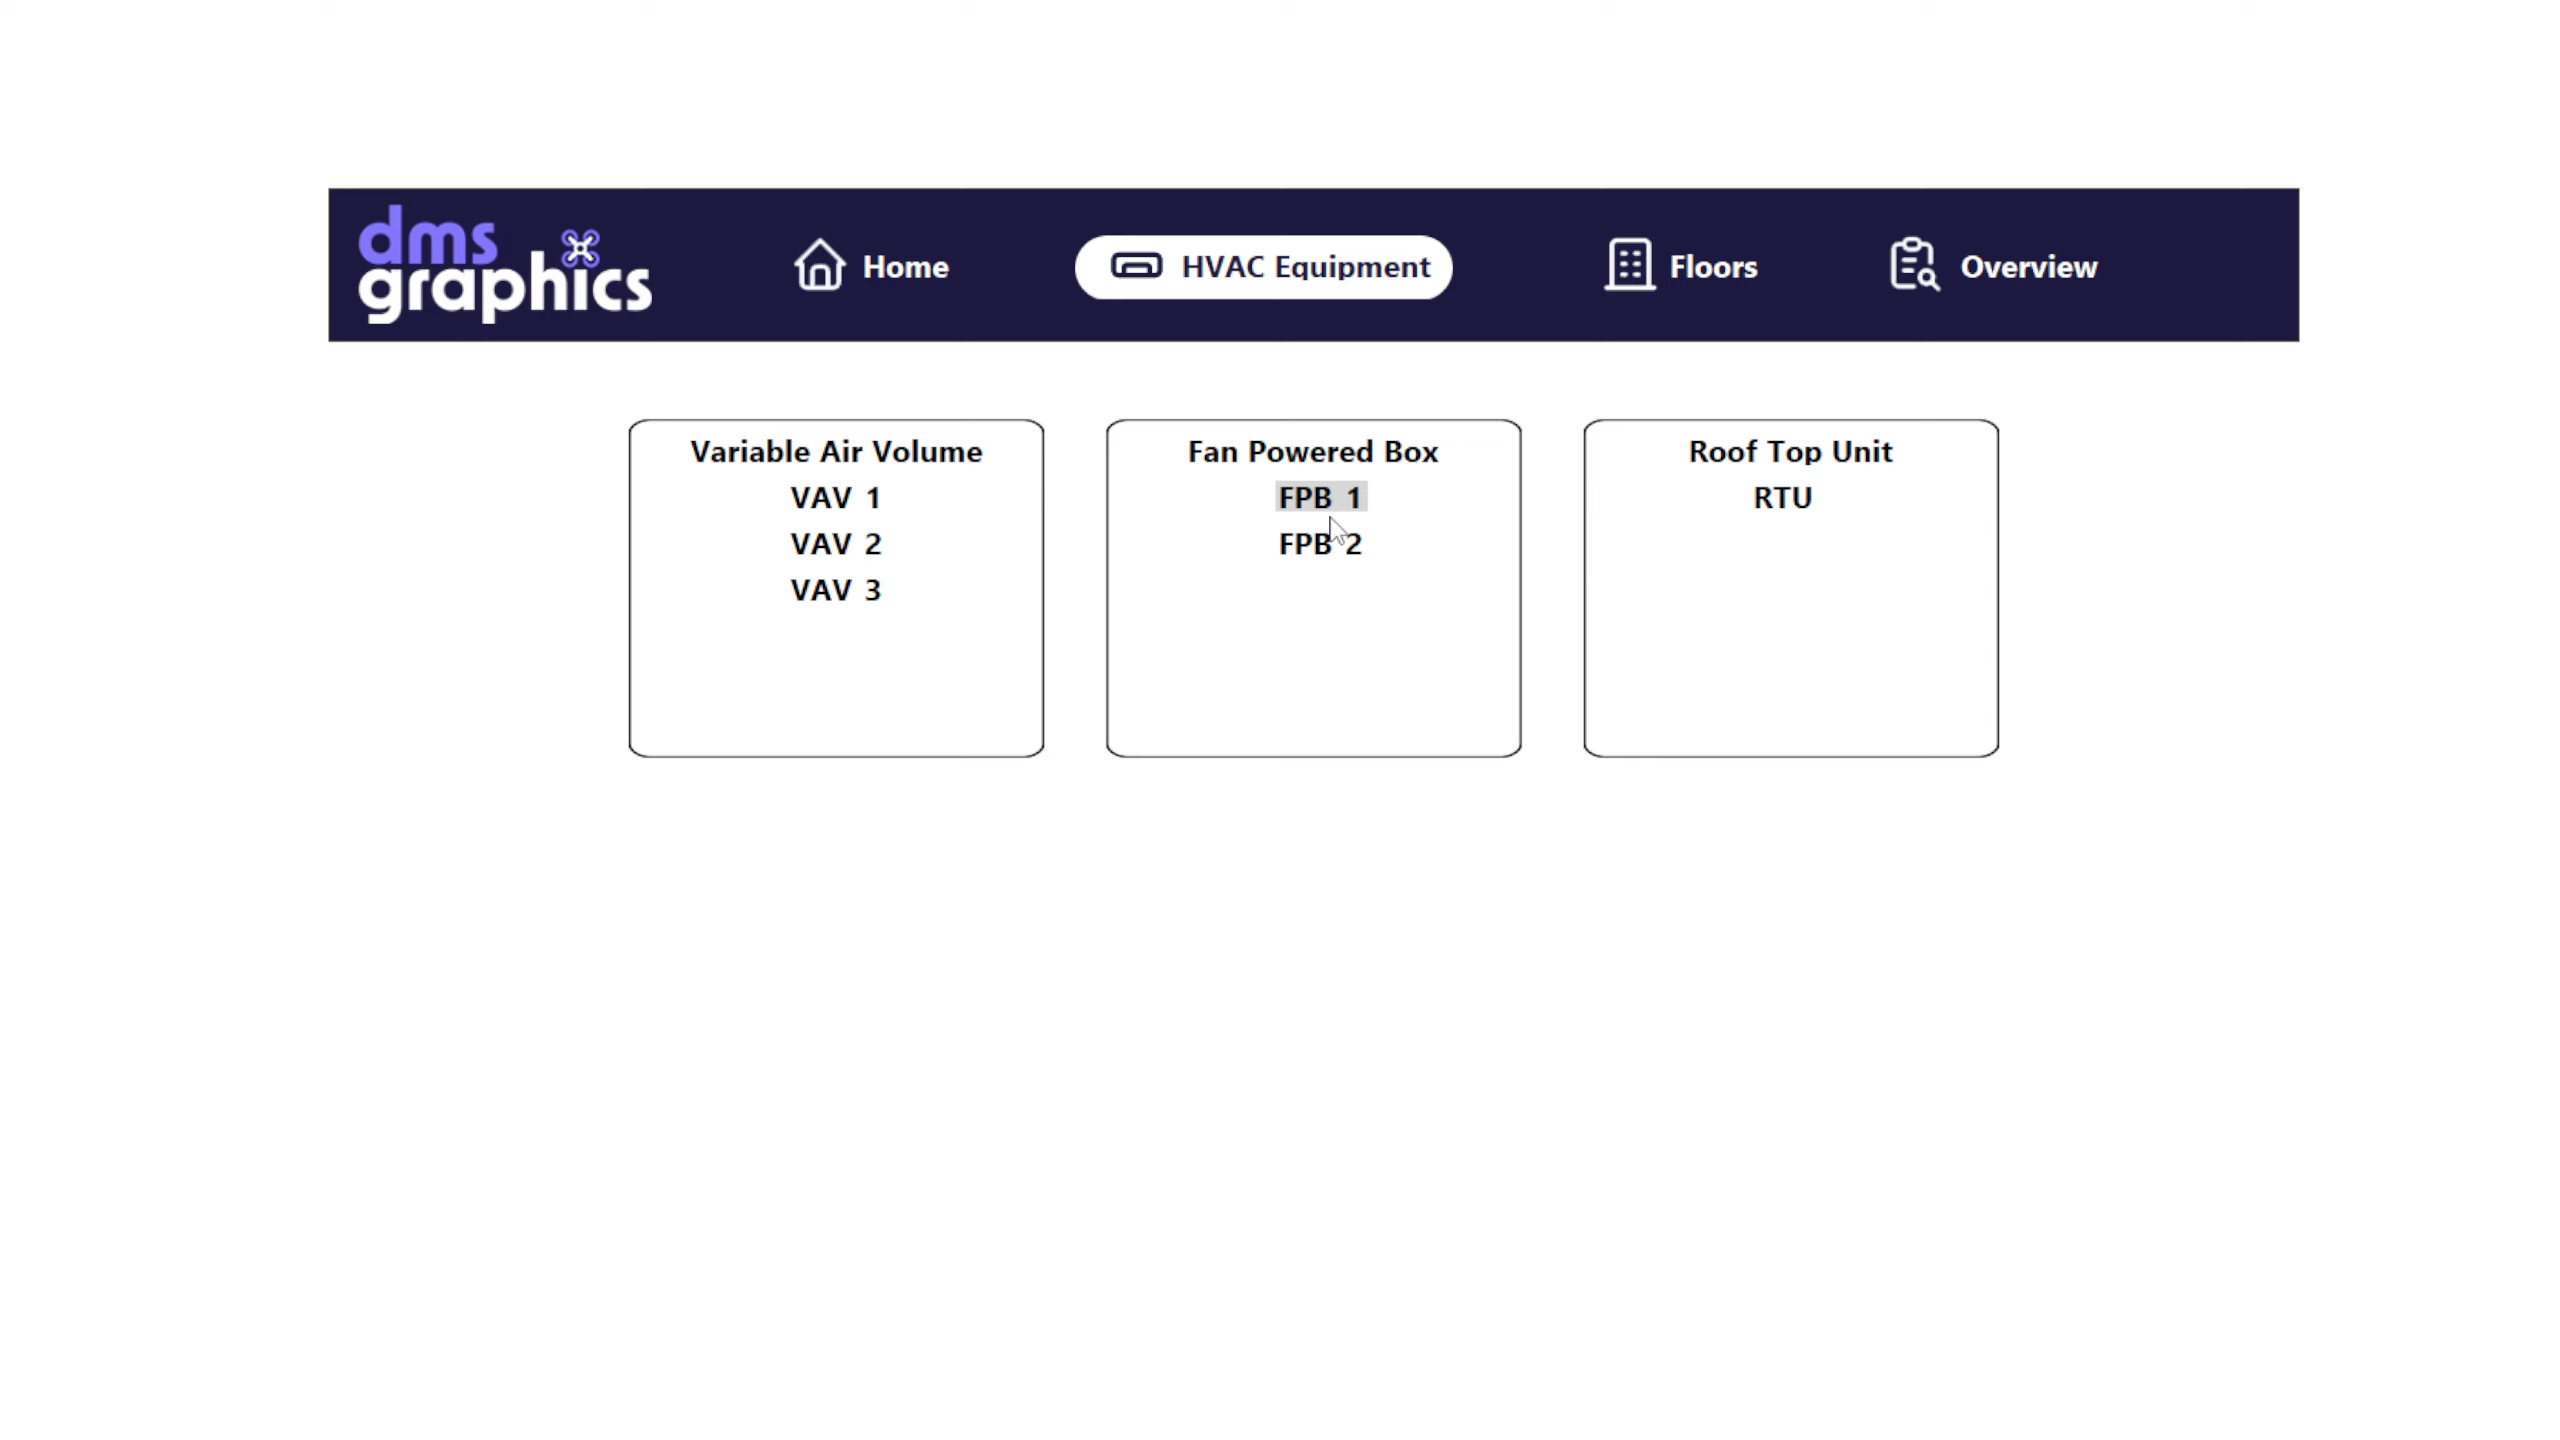 dms
graphics
Home
HVAC Equipment
Floors
Overview
Variable Air Volume
VAV 1
VAV 2
VAV 3
Fan Powered Box
FPB 1
FPB 2
Roof Top Unit
RTU